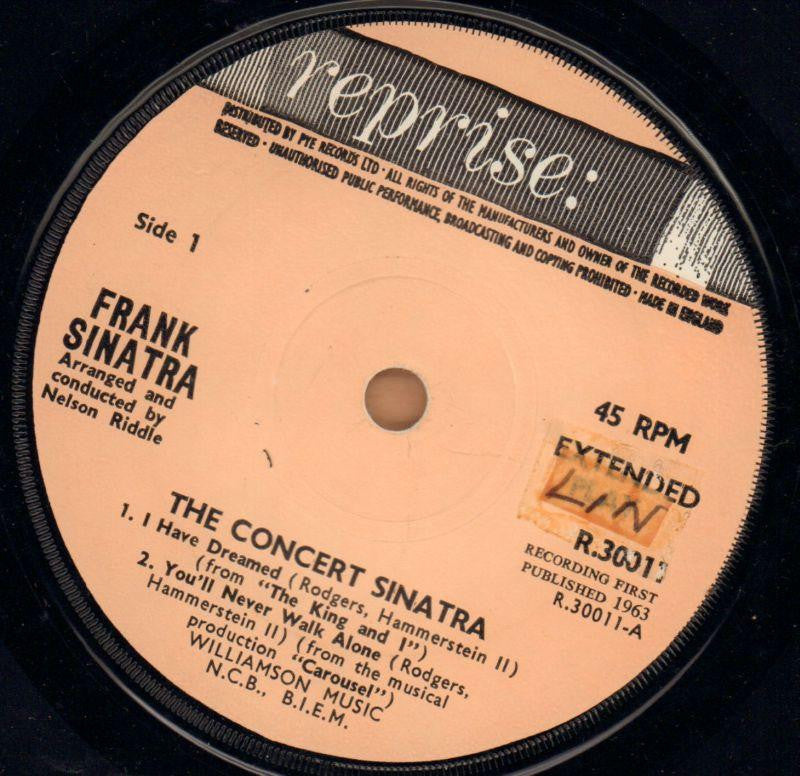 reprise:
DISTRIBUTED BY PYE RECORDS LTD · ALL RIGHTS OF THE MANUFACTURERS AND OWNER OF THE RECORDED WORK
RESERVED · UNAUTHORISED PUBLIC PERFORMANCE, BROADCASTING AND COPYING PROHIBITED · MADE IN ENGLAND
Side 1
FRANK
SINATRA
Arranged and
conducted by
Nelson Riddle
45 RPM
EXTENDED
PLAY
R.30011
RECORDING FIRST
PUBLISHED 1963
R.30011-A
THE CONCERT SINATRA
1. I Have Dreamed (Rodgers, Hammerstein II)
(from "The King and I")
2. You'll Never Walk Alone (Rodgers,
Hammerstein II) (from the musical
production "Carousel")
WILLIAMSON MUSIC
N.C.B., B.I.E.M.